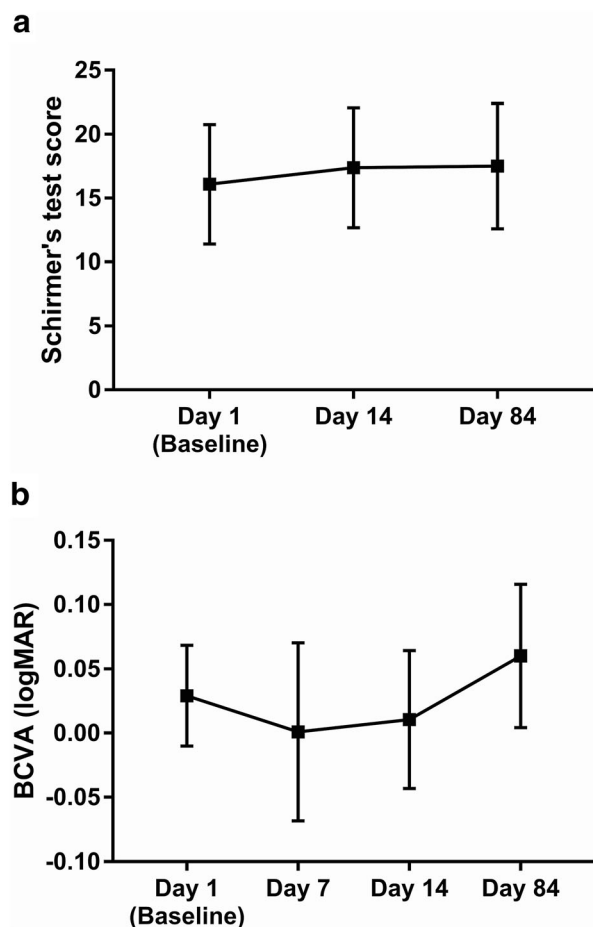 a
Schirmer's test score
25
20
15
10
5
0
Day 1
(Baseline)
Day 14
Day 84
b
BCVA (logMAR)
0.15
0.10
0.05
0.00
-0.05
-0.10
Day 1
(Baseline)
Day 7
Day 14
Day 84